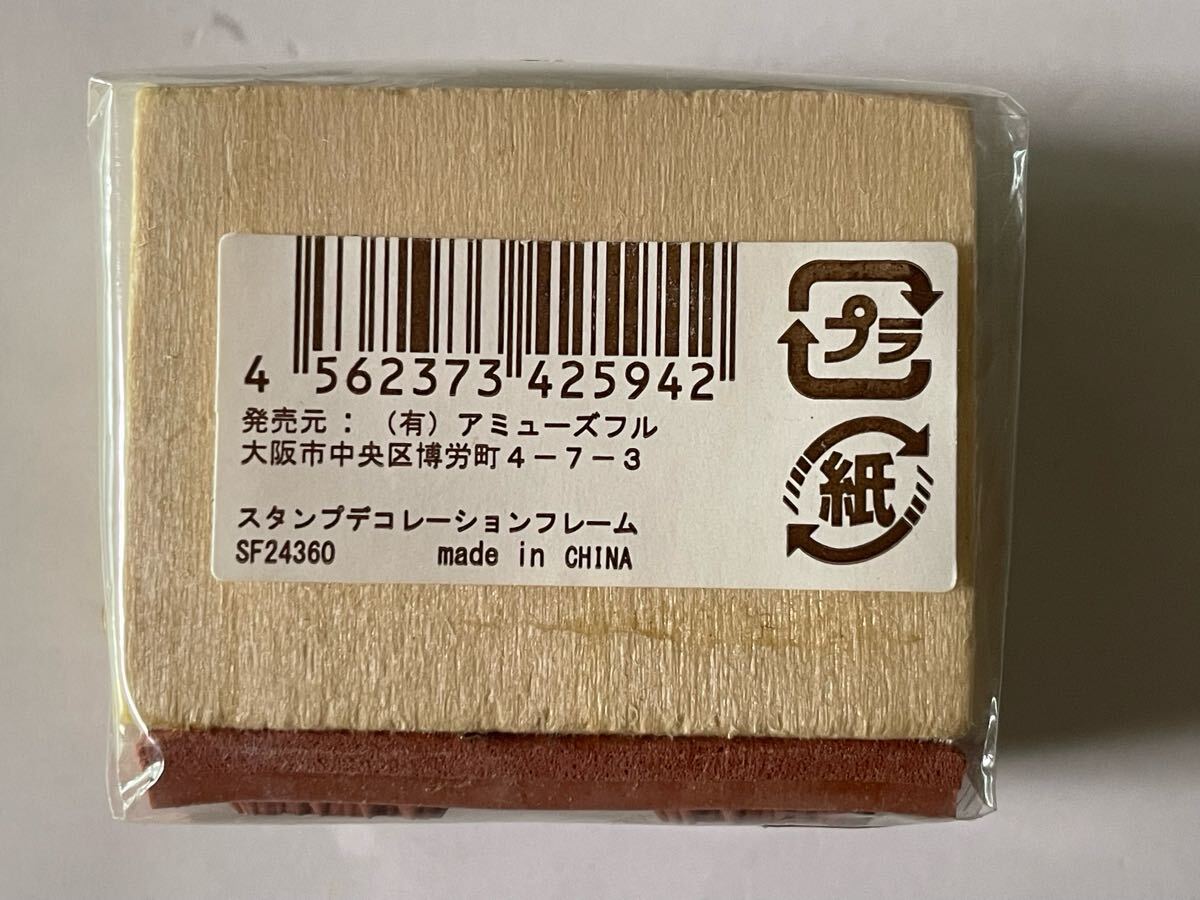 4 562373 425942
発売元：（有）アミューズフル
大阪市中央区博労町４－７－３
スタンプデコレーションフレーム
SF24360 made in CHINA
プラ
紙